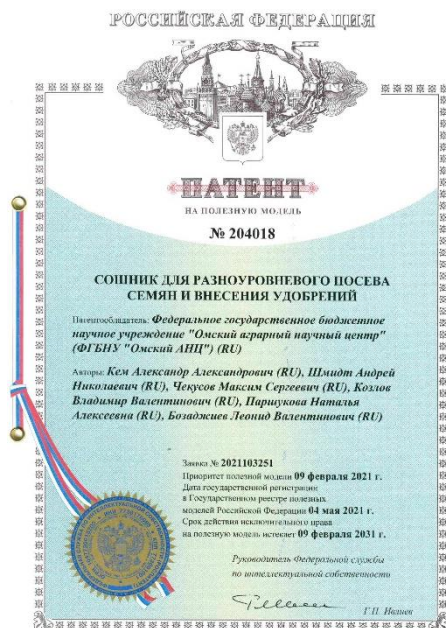 РОССИЙСКАЯ ФЕДЕРАЦИЯ
ПАТЕНТ
НА ПОЛЕЗНУЮ МОДЕЛЬ
№ 204018
СОШНИК ДЛЯ РАЗНОУРОВНЕВОГО ПОСЕВА
СЕМЯН И ВНЕСЕНИЯ УДОБРЕНИЙ
Патентообладатель: Федеральное государственное бюджетное
научное учреждение "Омский аграрный научный центр"
(ФГБНУ "Омский АНЦ") (RU)
Авторы: Кем Александр Александрович (RU), Шмидт Андрей
Николаевич (RU), Чекусов Максим Сергеевич (RU), Козлов
Владимир Валентинович (RU), Паршукова Наталья
Алексеевна (RU), Бозаджиев Леонид Валентинович (RU)
Заявка № 2021103251
Приоритет полезной модели 09 февраля 2021 г.
Дата государственной регистрации
в Государственном реестре полезных
моделей Российской Федерации 04 мая 2021 г.
Срок действия исключительного права
на полезную модель истекает 09 февраля 2031 г.
Руководитель Федеральной службы
по интеллектуальной собственности
Г.П. Ивлиев